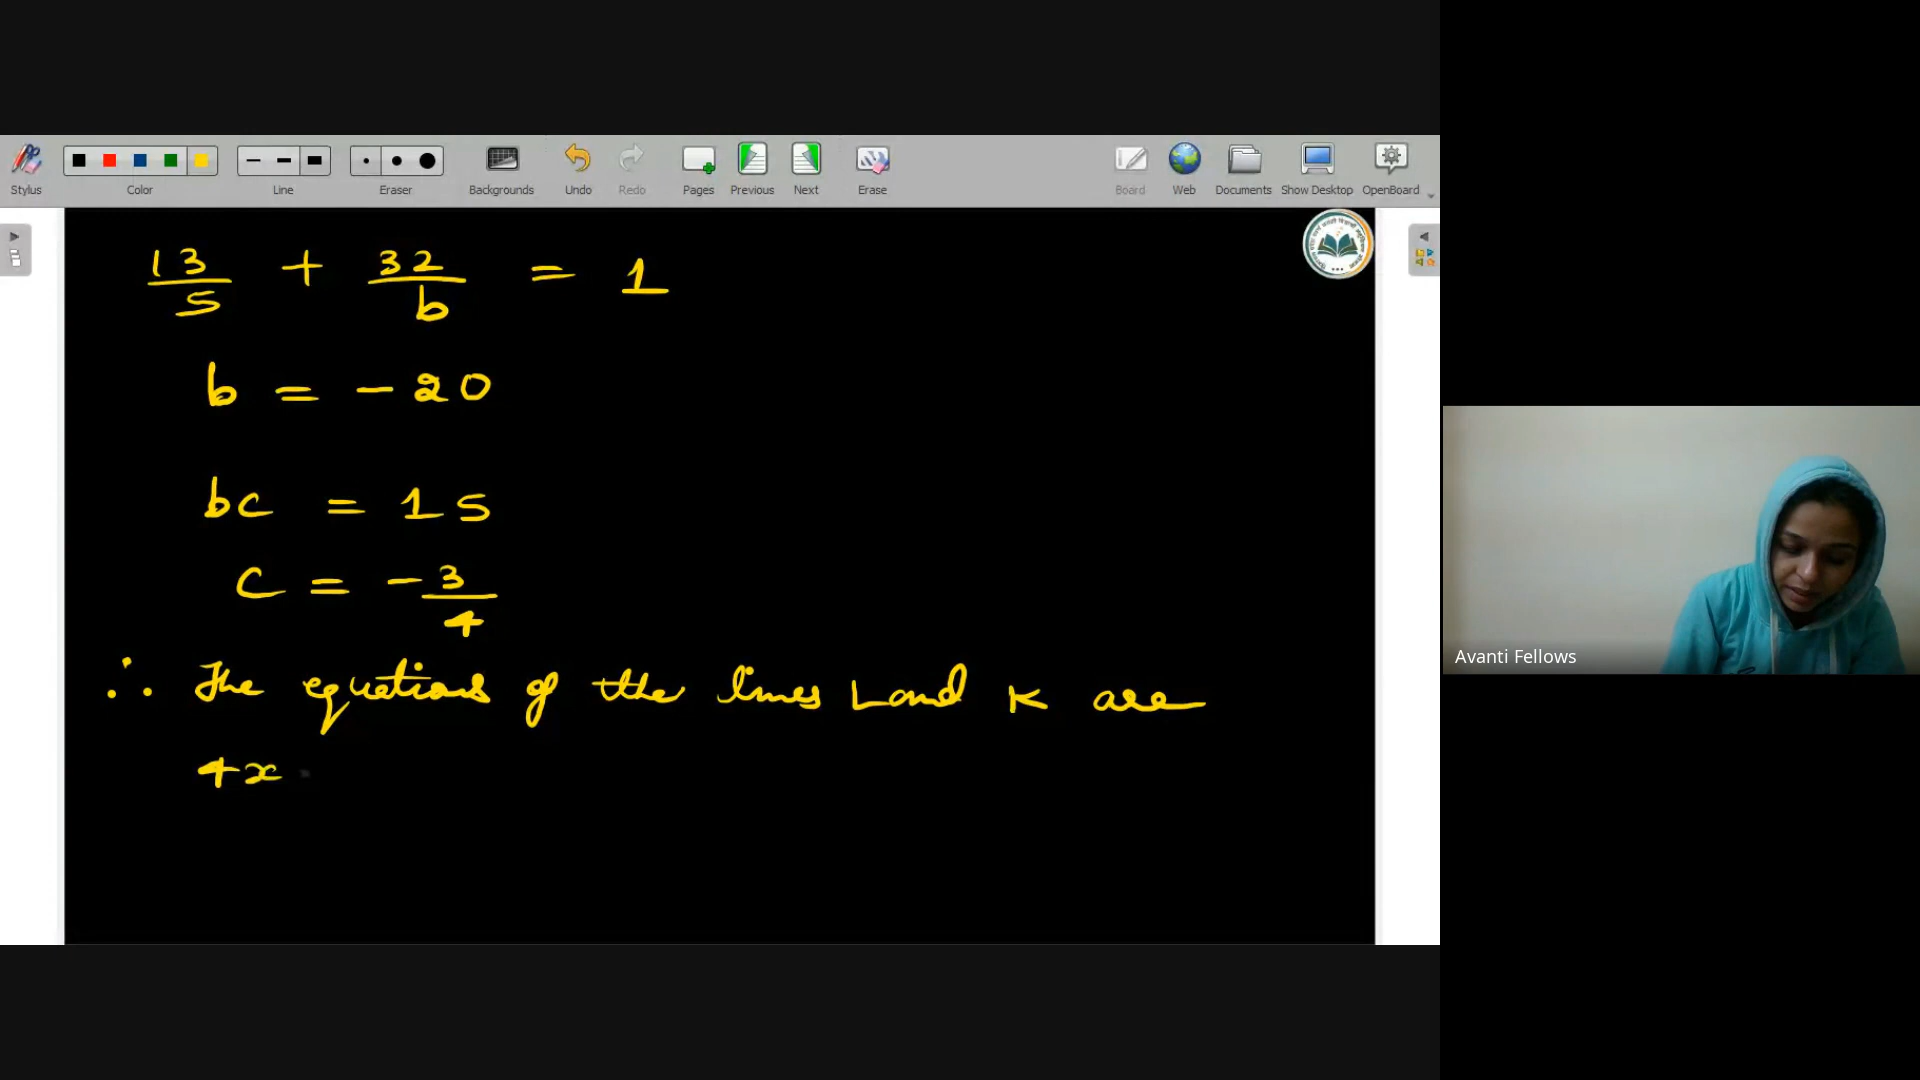 Stylus Color Line Eraser Backgrounds Undo Redo Pages Previous Next Erase Board Web Documents Show Desktop OpenBoard
13/5 + 32/b = 1
b = -20
bc = 15
c = -3/4
∴ The equations of the lines L and K are
4x
Avanti Fellows